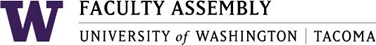 W
FACULTY ASSEMBLY
UNIVERSITY of WASHINGTON | TACOMA